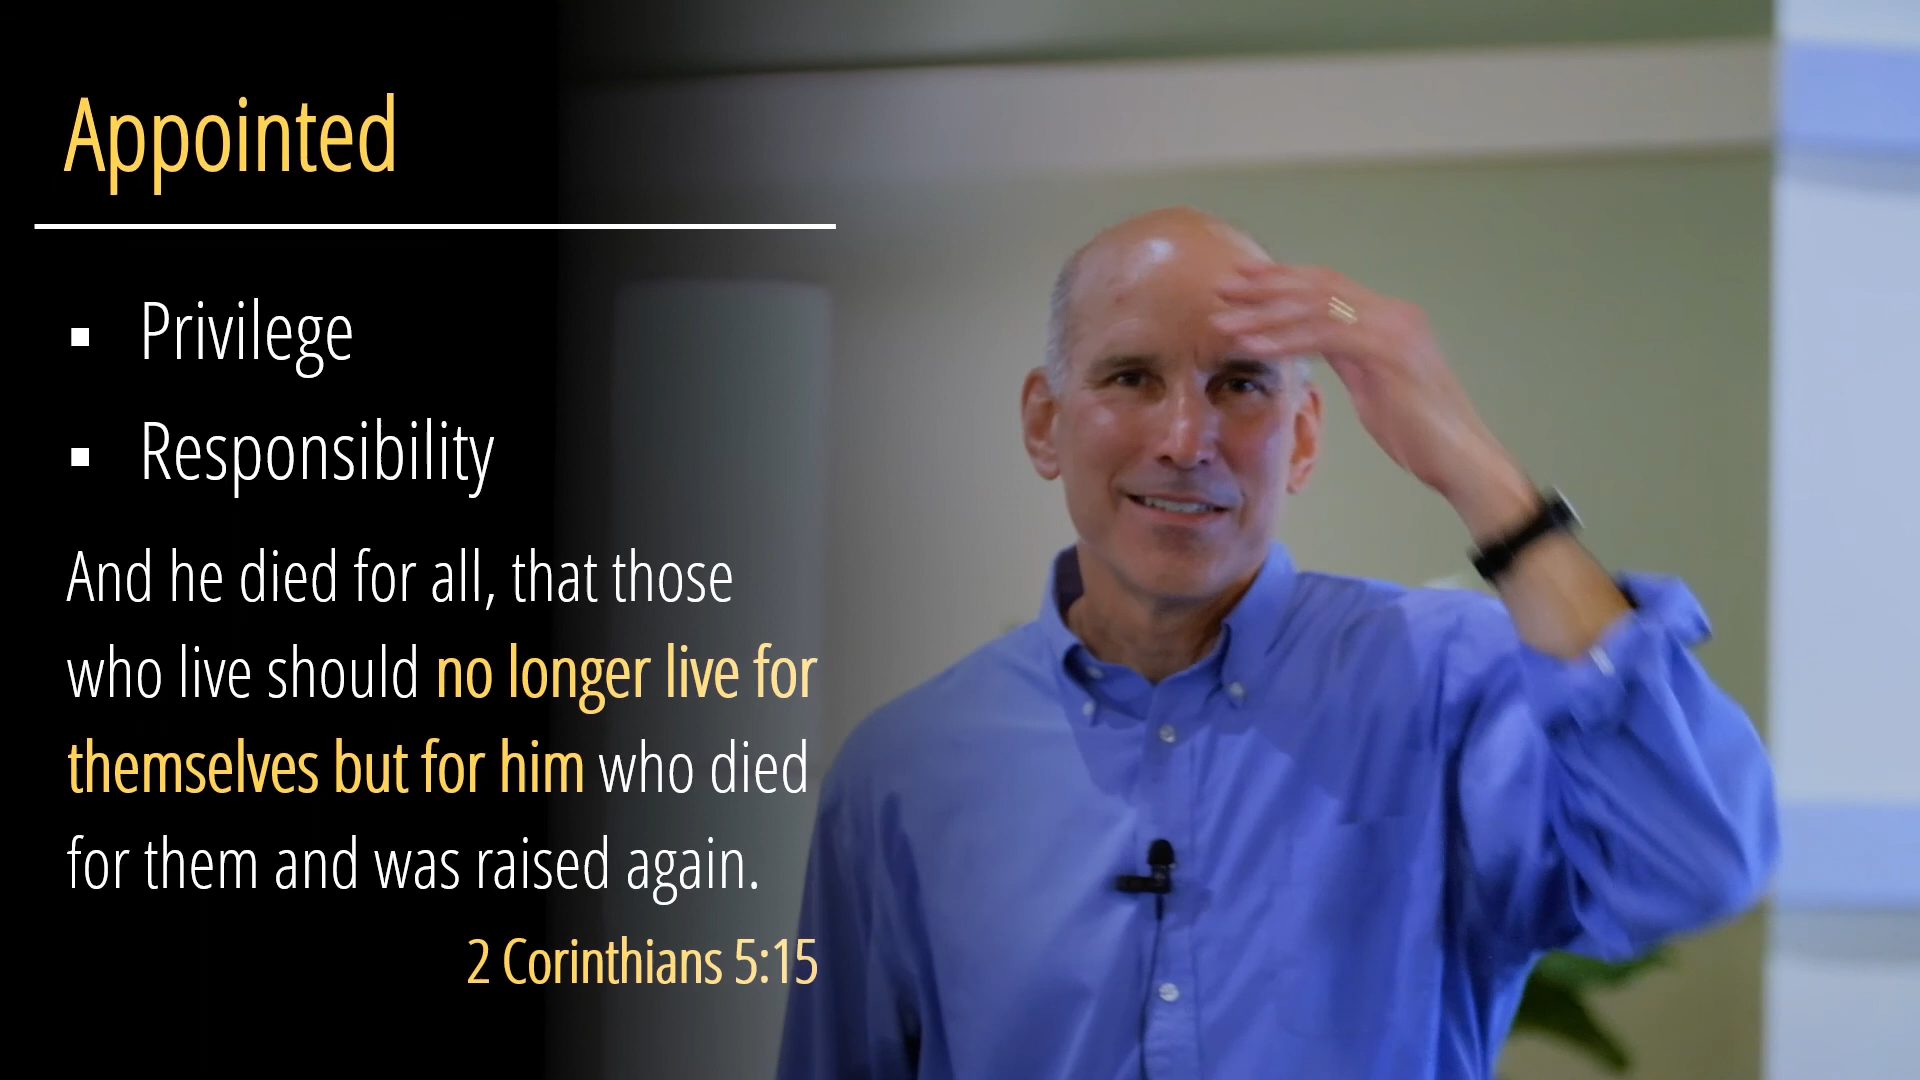 Appointed
▪ Privilege
▪ Responsibility
And he died for all, that those
who live should no longer live for
themselves but for him who died
for them and was raised again.
2 Corinthians 5:15